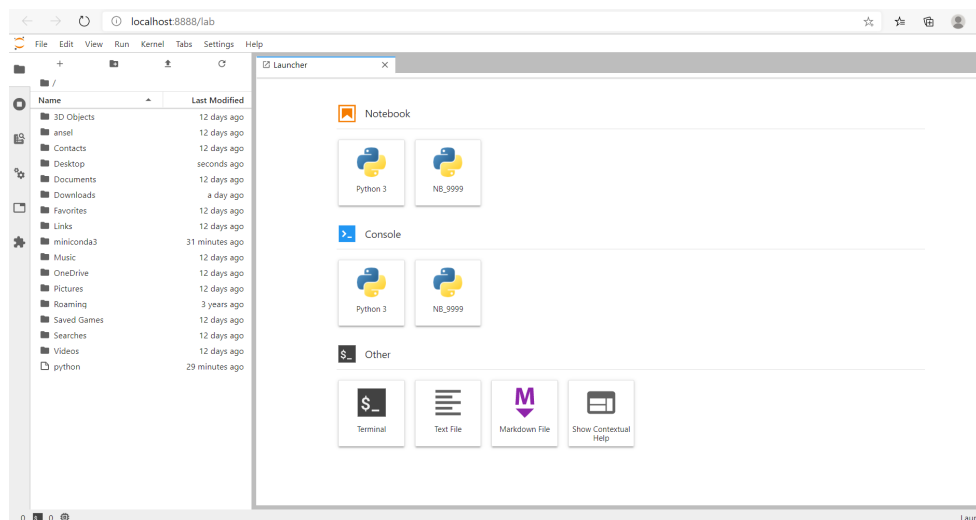 localhost:8888/lab
File Edit View Run Kernel Tabs Settings Help
Launcher
/
Name Last Modified
3D Objects 12 days ago
ansel 12 days ago
Contacts 12 days ago
Desktop seconds ago
Documents 12 days ago
Downloads a day ago
Favorites 12 days ago
Links 12 days ago
miniconda3 31 minutes ago
Music 12 days ago
OneDrive 12 days ago
Pictures 12 days ago
Roaming 3 years ago
Saved Games 12 days ago
Searches 12 days ago
Videos 12 days ago
python 29 minutes ago
Notebook
Python 3 NB_9999
>_ Console
Python 3 NB_9999
$_ Other
$_ M
Terminal Text File Markdown File Show Contextual
Help
0 $_ 0 Laun